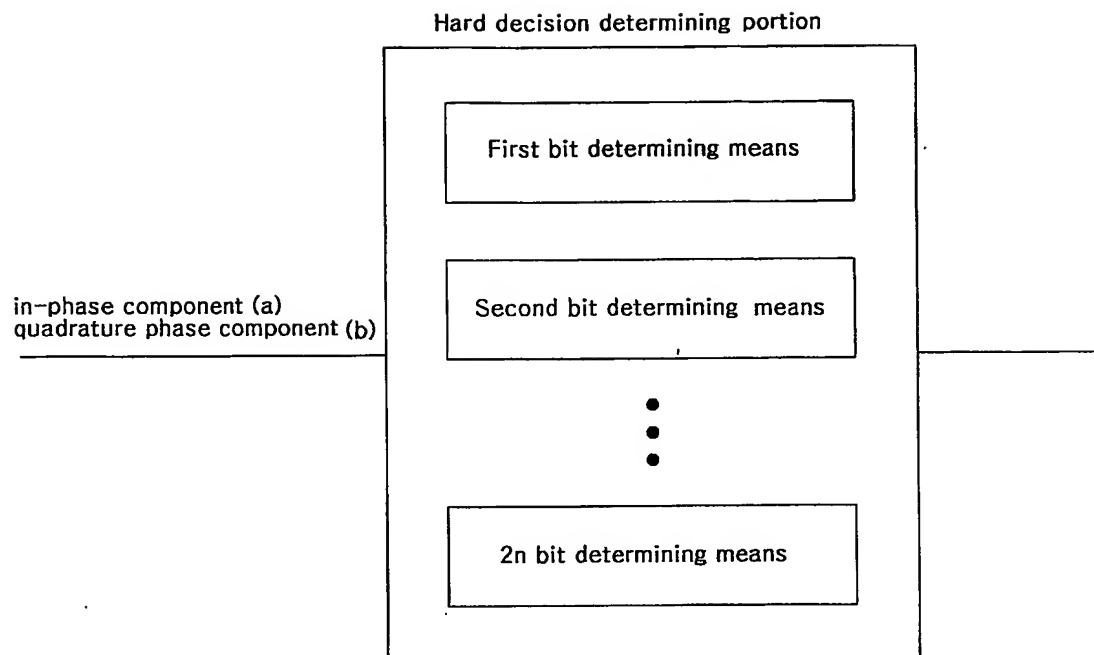 Hard decision determining portion
First bit determining means
in-phase component (a)
quadrature phase component (b)
Second bit determining means
2n bit determining means